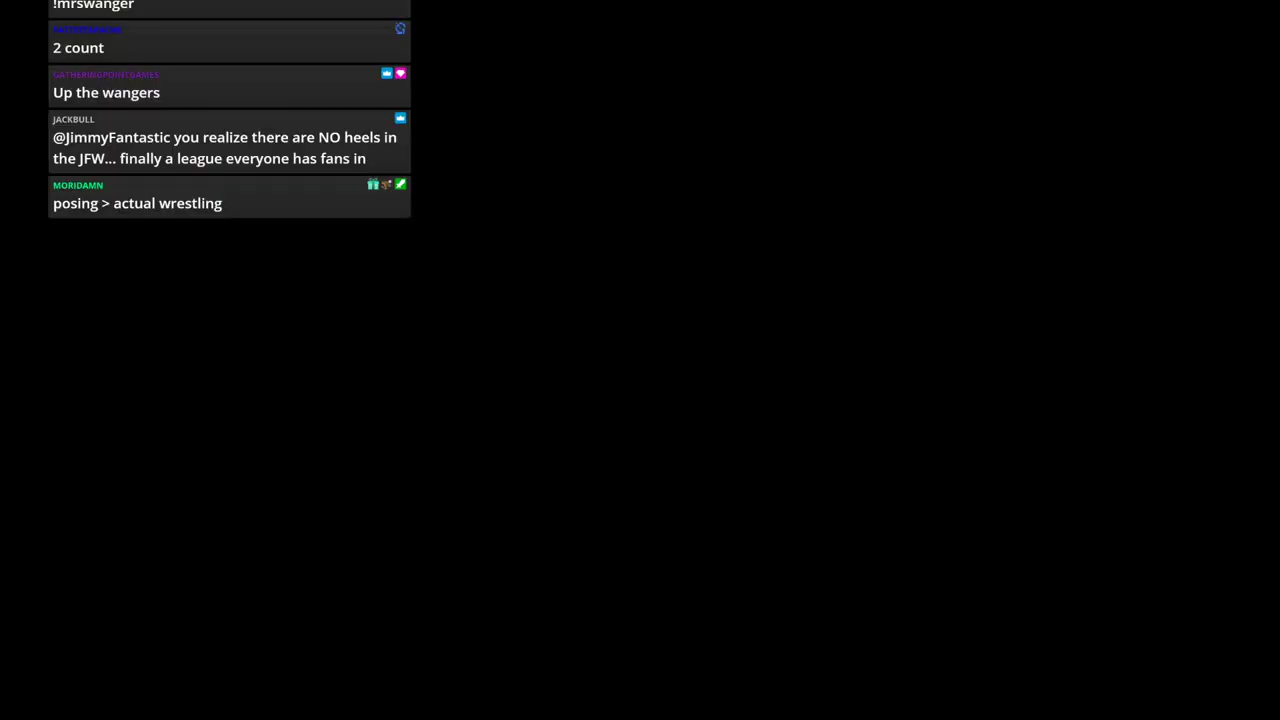 !mrswanger
2 count
GATHERINGPOINTGAMES
Up the wangers
JACKBULL
@JimmyFantastic you realize there are NO heels in
the JFW... finally a league everyone has fans in
MORIDAMN
posing > actual wrestling